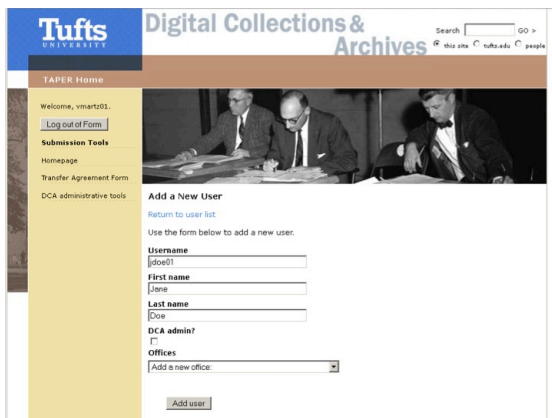 Tufts
UNIVERSITY
Digital Collections &
Archives
Search GO >
this site tufts.edu people
TAPER Home
Welcome, vmartz01.
Log out of Form
Submission Tools
Homepage
Transfer Agreement Form
DCA administrative tools
Add a New User
Return to user list
Use the form below to add a new user.
Username
jdoe01
First name
Jane
Last name
Doe
DCA admin?
Offices
Add a new office:
Add user